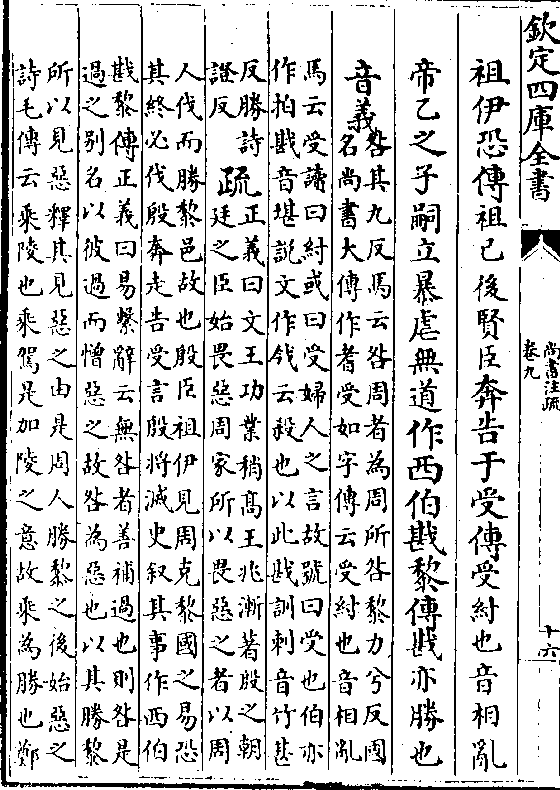 欽定四庫全書
尚書注疏
卷九
十六
祖伊恐傳祖已後賢臣奔告于受傳受紂也音相亂
帝乙之子嗣立暴虐無道作西伯戡黎傳戡亦勝也
音義咎其九反馬云咎周者為周所咎黎力兮反國
名尚書大傳作者受如字傳云受紂也音相亂
馬云受讀曰紂或曰受婦人之言故號曰受也伯亦
作拍戡音堪説文作㦰云殺也以此戡訓刺音竹甚
反勝詩
證反
疏正義曰文王功業稍髙王兆漸著殷之朝
廷之臣始畏惡周家所以畏惡之者以周
人伐而勝黎邑故也殷臣祖伊見周克黎國之易恐
其終必伐殷奔走告受言殷將滅史叙其事作西伯
戡黎傳正義曰易繫辭云無咎者善補過也則咎是
過之别名以彼過而憎惡之故咎為惡也以其勝黎
所以見惡釋其見惡之由是周人勝黎之後始惡之
詩毛傳云乘陵也乘駕是加陵之意故乘為勝也鄭